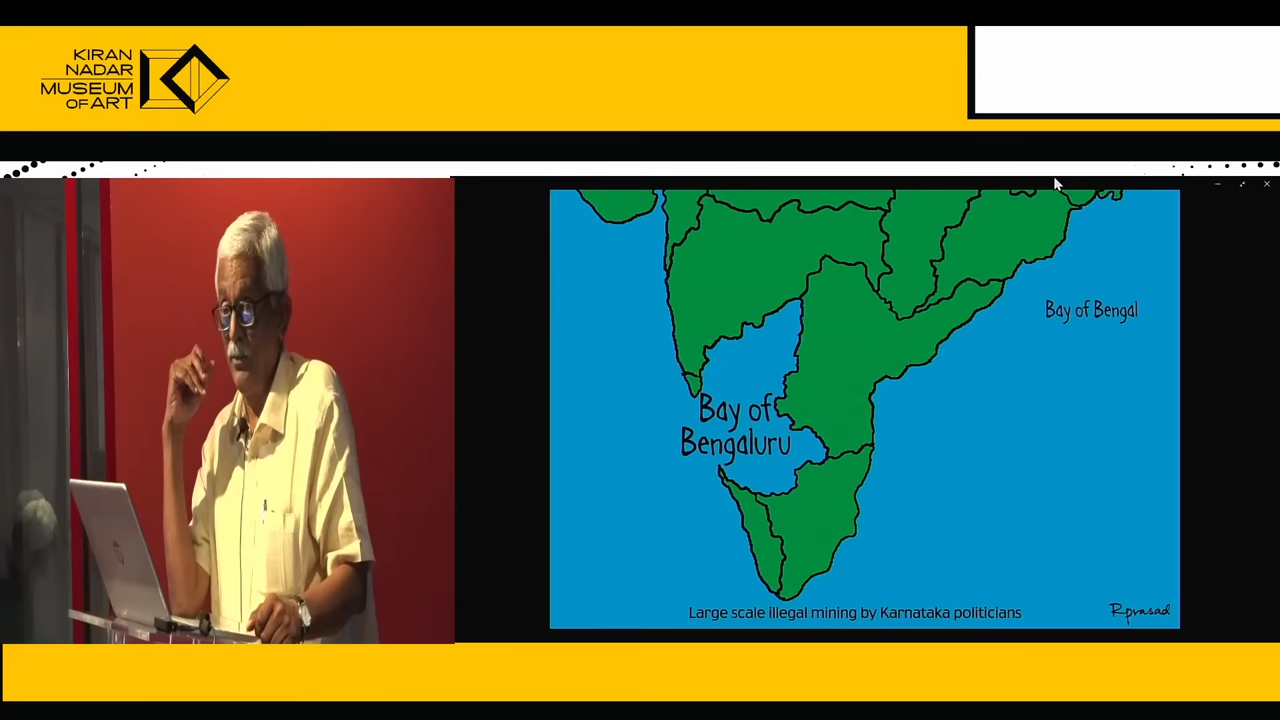 KIRAN
NADAR
MUSEUM
OF ART
Bay of Bengal
Bay of
Bengaluru
Large scale illegal mining by Karnataka politicians
Rprasad